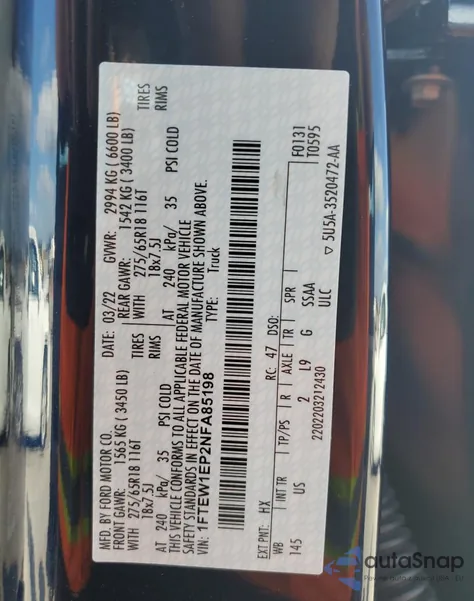 MFD. BY FORD MOTOR CO.
DATE: 03/22 GVWR: 2994 KG (6600 LB)
FRONT GAWR: 1565 KG (3450 LB)
REAR GAWR: 1542 KG (3400 LB)
WITH 275/65R18 116T TIRES
WITH 275/65R18 116T TIRES
18x7.5J RIMS
18x7.5J RIMS
AT 240 kPa/ 35 PSI COLD
AT 240 kPa/ 35 PSI COLD
THIS VEHICLE CONFORMS TO ALL APPLICABLE FEDERAL MOTOR VEHICLE
SAFETY STANDARDS IN EFFECT ON THE DATE OF MANUFACTURE SHOWN ABOVE.
VIN: 1FTEW1EP2NFA85198 TYPE: Truck
F0131
T0595
EXT PNT: HX RC: 47 DSO:
WB INT TR TP/PS R AXLE TR SPR
145 US 2 L9 G SSAA
2202203212430 ULC
5U5A-3520472-AA
autoSnap